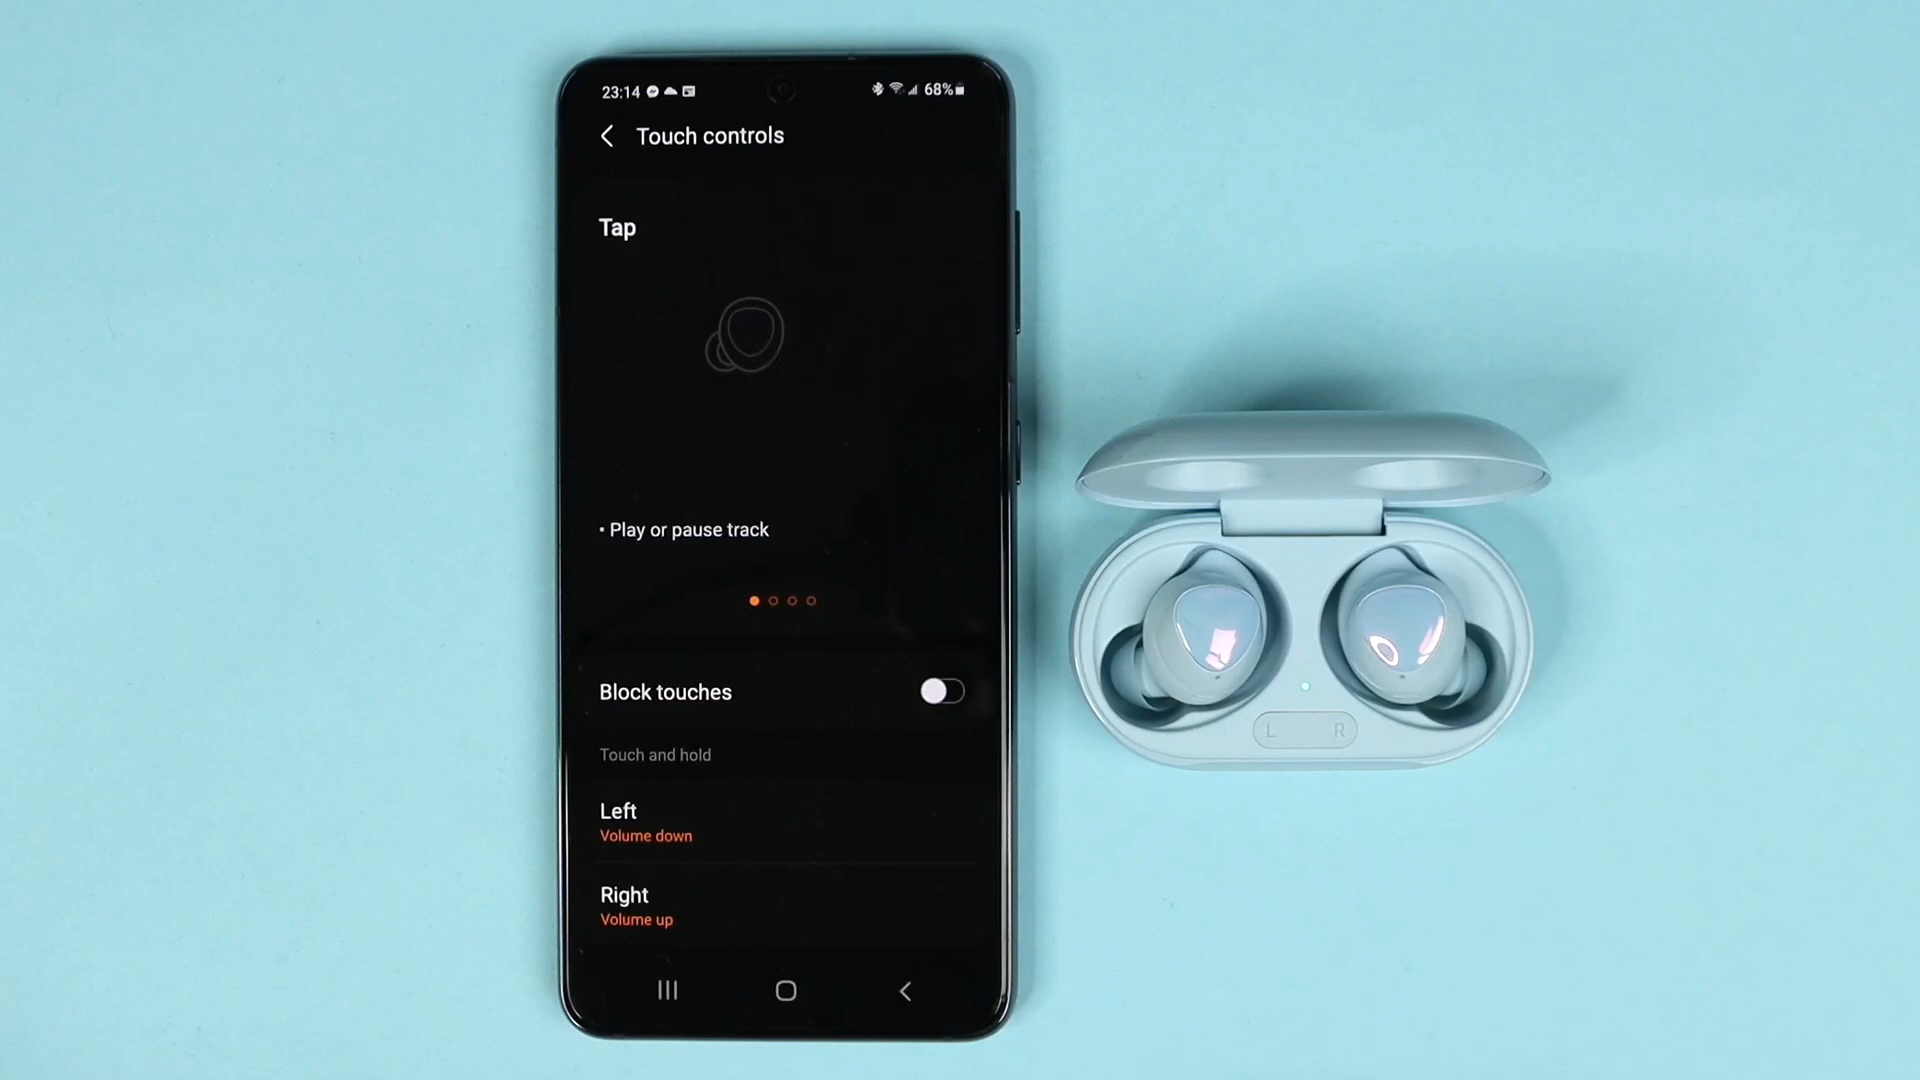 23:14
68%
Touch controls
Tap
• Play or pause track
Block touches
Touch and hold
Left
Volume down
Right
Volume up
L R